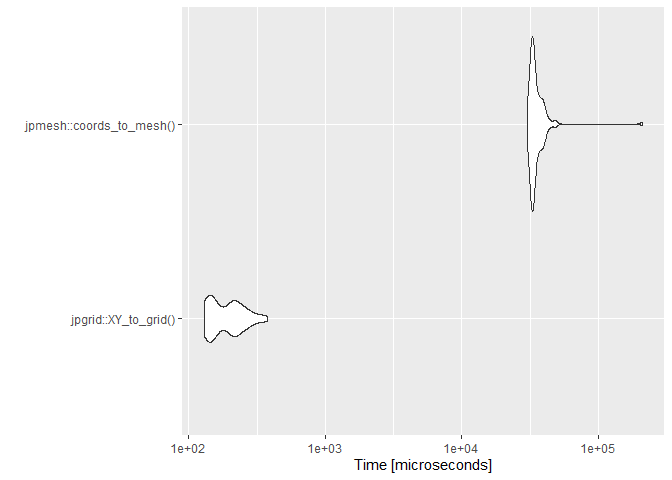 jpmesh::coords_to_mesh()
jpgrid::XY_to_grid()
1e+02 1e+03 1e+04 1e+05
Time [microseconds]